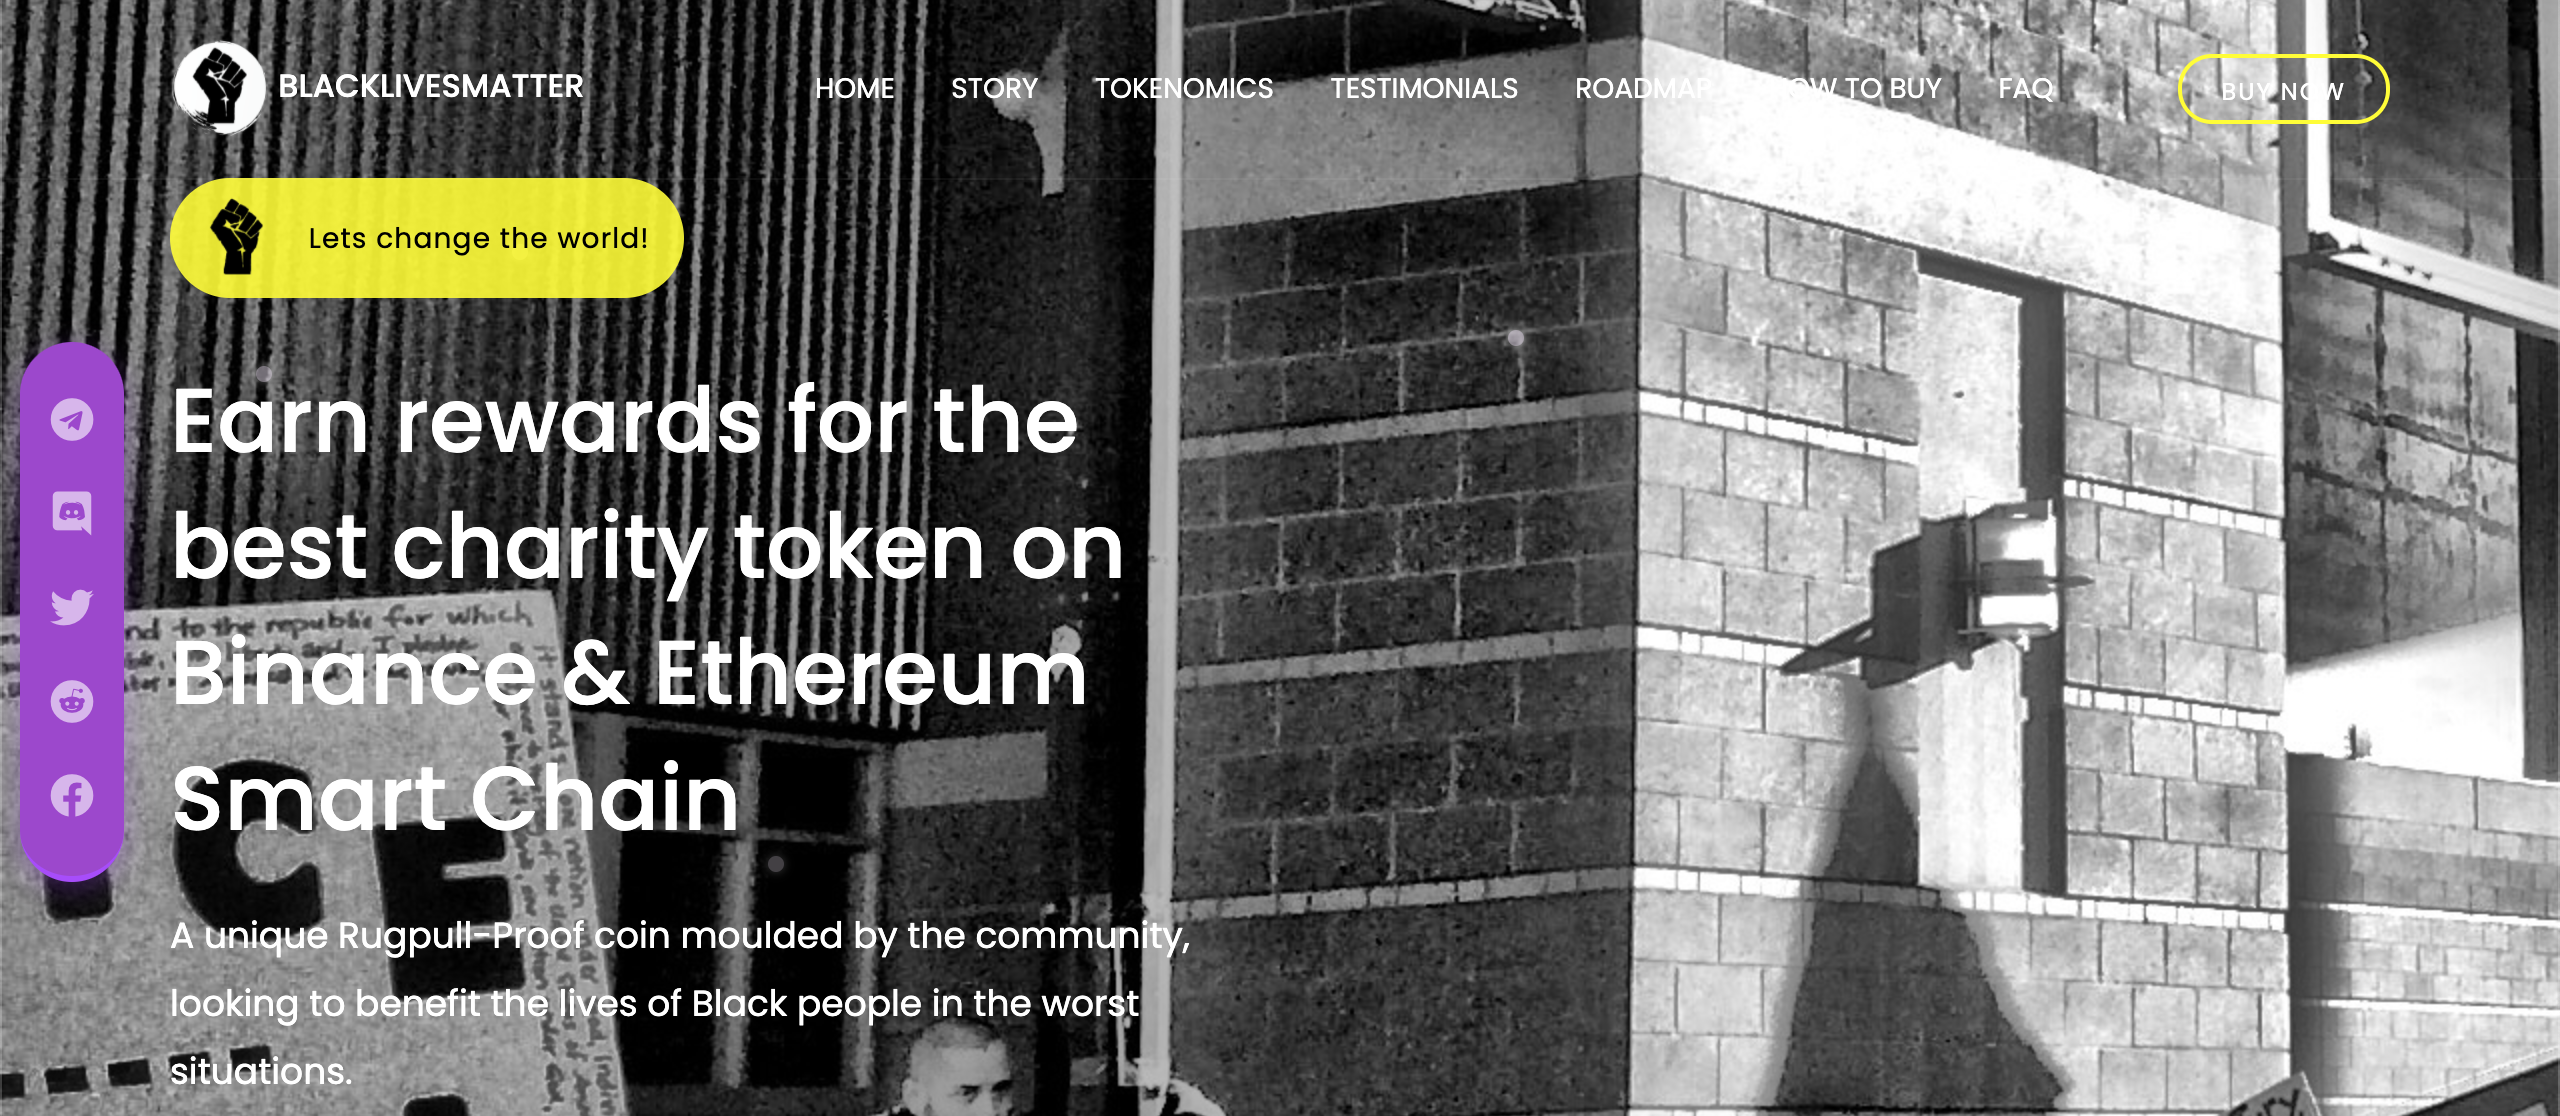 BLACKLIVESMATTER
HOME STORY TOKENOMICS TESTIMONIALS ROADMAP HOW TO BUY FAQ BUY NOW
Lets change the world!
Earn rewards for the
best charity token on
Binance & Ethereum
Smart Chain
to the republic for which
C E
A unique Rugpull-Proof coin moulded by the community,
looking to benefit the lives of Black people in the worst
situations.